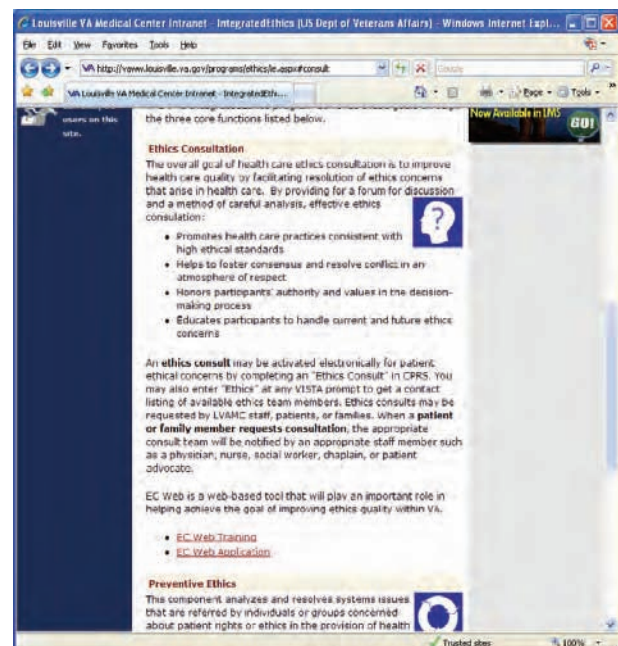 Louisville VA Medical Center Intranet - IntegratedEthics (US Dept of Veterans Affairs) - Windows Internet Expl...
File Edit View Favorites Tools Help
http://vaww.louisville.va.gov/programs/ethics/ie.aspx#consult
Google
VA Louisville VA Medical Center Intranet - IntegratedEthi...
Page Tools
users on this
site.
the three core functions listed below.
Now Available in LMS
GO!
Ethics Consultation
The overall goal of health care ethics consultation is to improve
health care quality by facilitating resolution of ethics concerns
that arise in health care. By providing for a forum for discussion
and a method of careful analysis, effective ethics
consulation:
• Promotes health care practices consistent with
high ethical standards
• Helps to foster consensus and resolve conflict in an
atmosphere of respect
• Honors participants' authority and values in the decision-
making process
• Educates participants to handle current and future ethics
concerns
An ethics consult may be activated electronically for patient
ethical concerns by completing an "Ethics Consult" in CPRS. You
may also enter "Ethics" at any VISTA prompt to get a contact
listing of available ethics team members. Ethics consults may be
requested by LVAMC staff, patients, or families. When a patient
or family member requests consultation, the appropriate
consult team will be notified by an appropriate staff member such
as a physician, nurse, social worker, chaplain, or patient
advocate.
EC Web is a web-based tool that will play an important role in
helping achieve the goal of improving ethics quality within VA.
• EC Web Training
• EC Web Application
Preventive Ethics
This component analyzes and resolves systems issues
that are referred by individuals or groups concerned
about patient rights or ethics in the provision of health
Trusted sites
100%